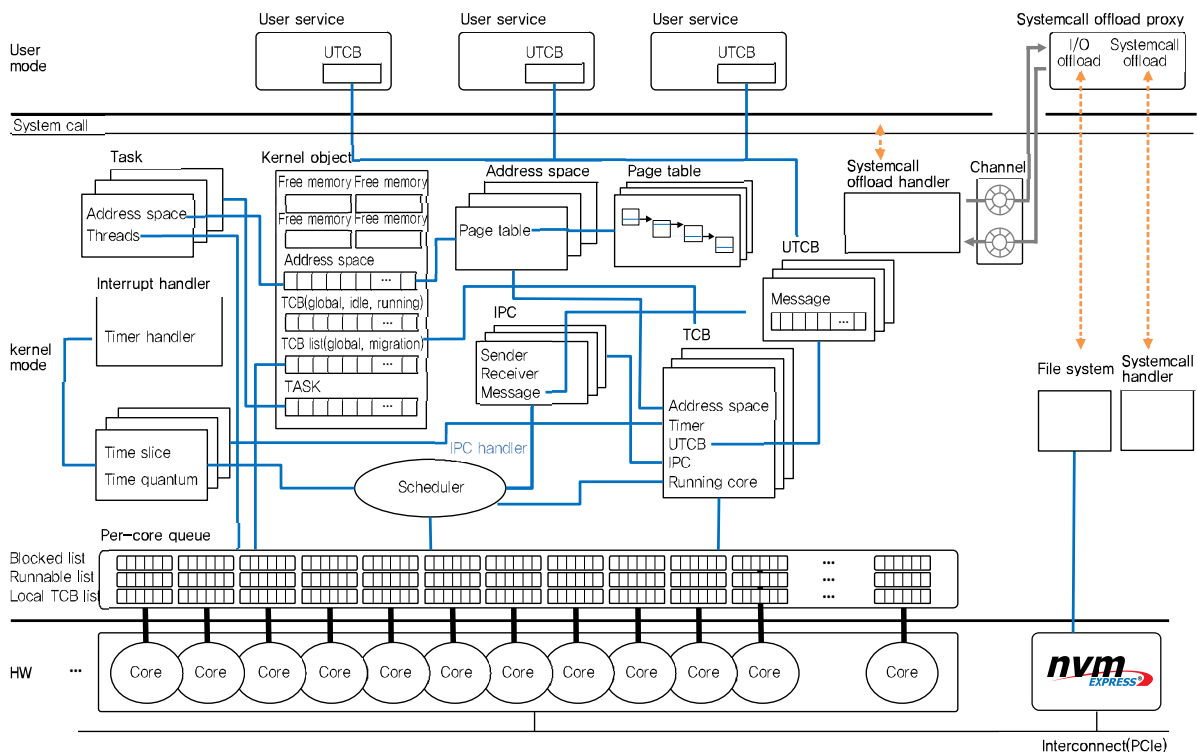 User service
User service
User service
Systemcall offload proxy
User
mode
UTCB
UTCB
UTCB
I/O
offload
Systemcall
offload
System call
Task
Kernel object
Address space
Page table
Systemcall
offload handler
Channel
Free memory
Free memory
Free memory
Free memory
Address space
Threads
Page table
Address space
...
UTCB
Interrupt handler
Timer handler
TCB(global, idle, running)
...
Message
...
IPC
TCB
TCB list(global, migration)
...
kernel
mode
Sender
Receiver
Message
File system
Systemcall
handler
TASK
...
Address space
Timer
UTCB
IPC
Running core
Time slice
Time quantum
IPC handler
Scheduler
Per-core queue
Blocked list
...
Runnable list
...
Local TCB list
...
HW
...
Core
Core
Core
Core
Core
Core
Core
Core
Core
Core
Core
Core
nvm
EXPRESS®
Interconnect(PCIe)